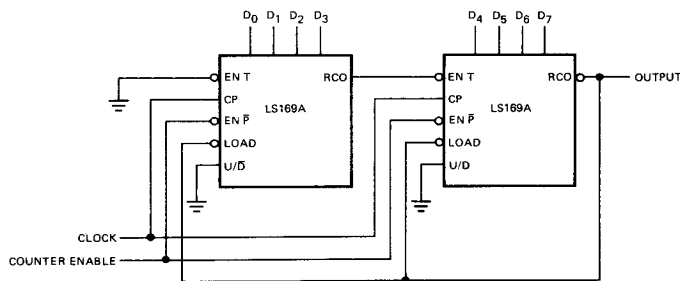 D₀ D₁ D₂ D₃
D₄ D₅ D₆ D₇
EN T RCO
CP
LS169A
EN P̅
LOAD
U/D̅
EN T RCO
CP
LS169A
EN P̅
LOAD
U/D
OUTPUT
CLOCK
COUNTER ENABLE